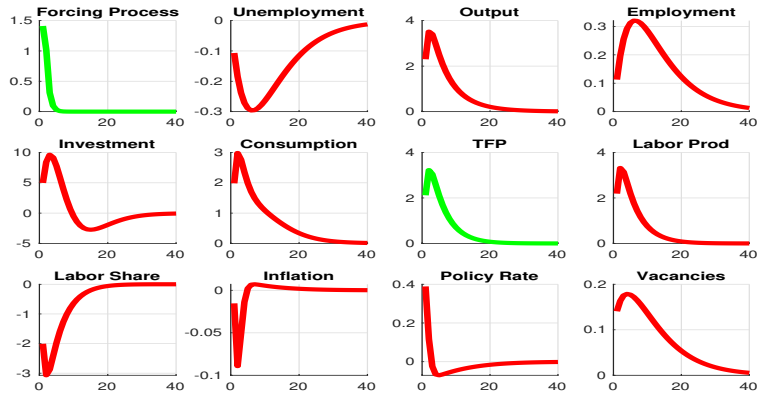 Forcing Process Unemployment Output Employment
1.5 0 4 0.3
1 -0.1 0.2
0.5 -0.2 2 0.1
0 -0.3 0 0
0 20 40 0 20 40 0 20 40 0 20 40
Investment Consumption TFP Labor Prod
10 3 4 4
5 2
0 1 2 2
-5 0 0 0
0 20 40 0 20 40 0 20 40 0 20 40
Labor Share Inflation Policy Rate Vacancies
0 0 0.4 0.2
-1 -0.05 0.2 0.1
-2 0
-3 -0.1 0
0 20 40 0 20 40 0 20 40 0 20 40